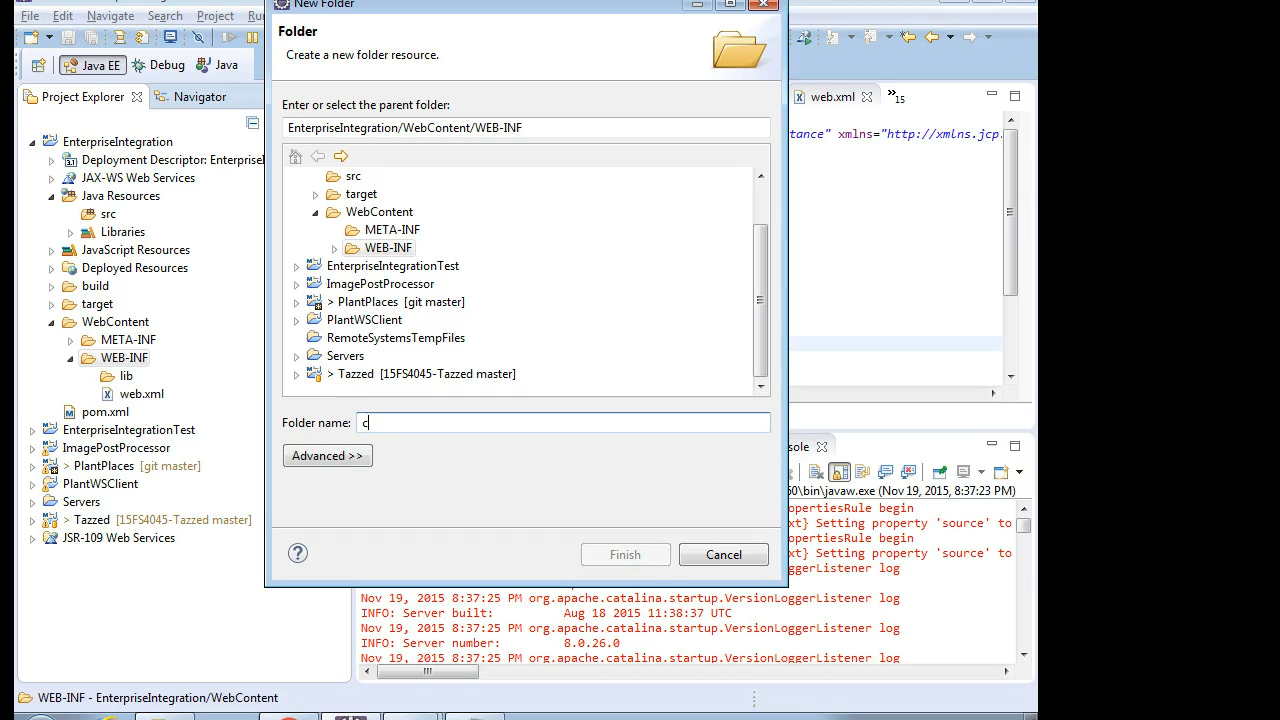 New Folder
File Edit Navigate Search Project Ru
Folder
Create a new folder resource.
Java EE Debug Java
Project Explorer Navigator
web.xml 15
Enter or select the parent folder:
EnterpriseIntegration/WebContent/WEB-INF
tance" xmlns="http://xmlns.jcp.
EnterpriseIntegration
Deployment Descriptor: EnterpriseI
JAX-WS Web Services
Java Resources
src
Libraries
JavaScript Resources
Deployed Resources
build
target
WebContent
META-INF
WEB-INF
lib
web.xml
pom.xml
EnterpriseIntegrationTest
ImagePostProcessor
> PlantPlaces [git master]
PlantWSClient
Servers
> Tazzed [15FS4045-Tazzed master]
JSR-109 Web Services
src
target
WebContent
META-INF
WEB-INF
EnterpriseIntegrationTest
ImagePostProcessor
> PlantPlaces [git master]
PlantWSClient
RemoteSystemsTempFiles
Servers
> Tazzed [15FS4045-Tazzed master]
Folder name: c
Advanced >>
Finish Cancel
sole
60\bin\javaw.exe (Nov 19, 2015, 8:37:23 PM)
opertiesRule begin
xt} Setting property 'source' to
opertiesRule begin
xt} Setting property 'source' to
.VersionLoggerListener log
Nov 19, 2015 8:37:25 PM org.apache.catalina.startup.VersionLoggerListener log
INFO: Server built: Aug 18 2015 11:38:37 UTC
Nov 19, 2015 8:37:25 PM org.apache.catalina.startup.VersionLoggerListener log
INFO: Server number: 8.0.26.0
Nov 19, 2015 8:37:25 PM org.apache.catalina.startup.VersionLoggerListener log
WEB-INF - EnterpriseIntegration/WebContent